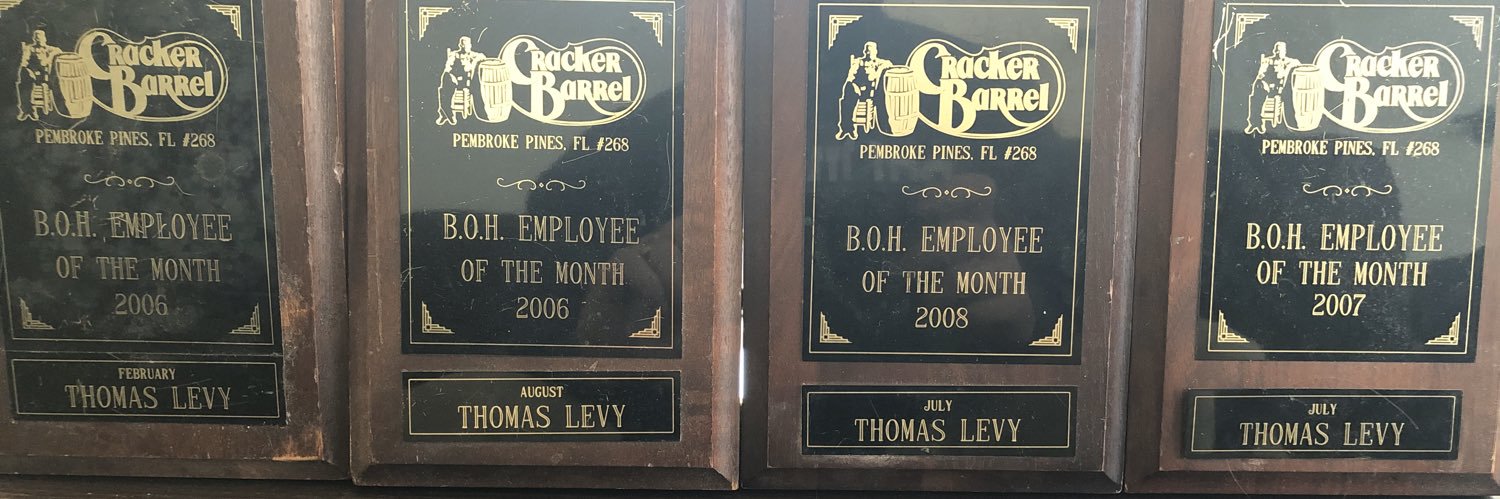 Cracker
Barrel
PEMBROKE PINES, FL #268
B.O.H. EMPLOYEE
OF THE MONTH
2006
FEBRUARY
THOMAS LEVY
Cracker
Barrel
PEMBROKE PINES, FL #268
B.O.H. EMPLOYEE
OF THE MONTH
2006
AUGUST
THOMAS LEVY
Cracker
Barrel
PEMBROKE PINES, FL #268
B.O.H. EMPLOYEE
OF THE MONTH
2008
JULY
THOMAS LEVY
Cracker
Barrel
PEMBROKE PINES, FL #268
B.O.H. EMPLOYEE
OF THE MONTH
2007
JULY
THOMAS LEVY